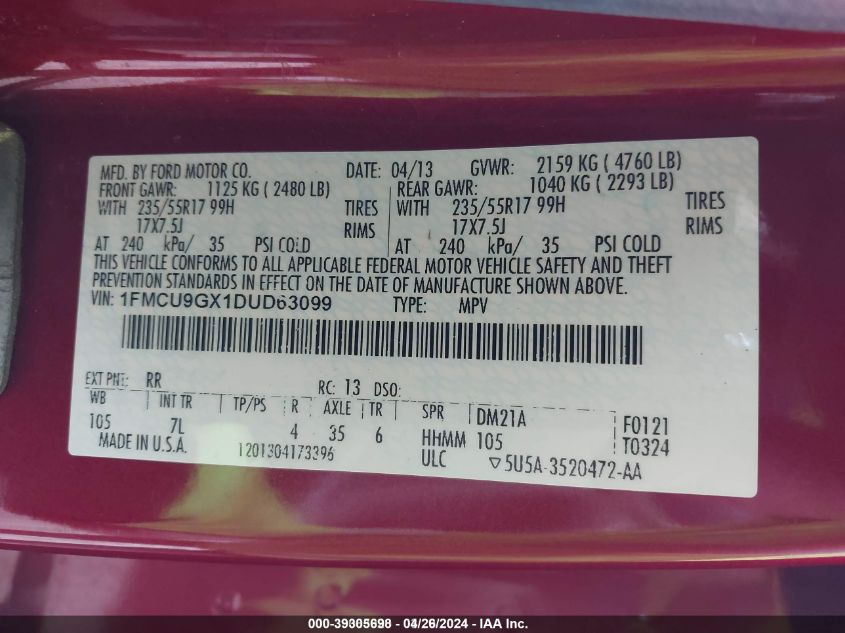 MFD. BY FORD MOTOR CO. DATE: 04/13 GVWR: 2159 KG ( 4760 LB)
FRONT GAWR: 1125 KG ( 2480 LB) REAR GAWR: 1040 KG ( 2293 LB)
WITH 235/55R17 99H TIRES WITH 235/55R17 99H TIRES
17X7.5J RIMS 17X7.5J RIMS
AT 240 kPa/ 35 PSI COLD AT 240 kPa/ 35 PSI COLD
THIS VEHICLE CONFORMS TO ALL APPLICABLE FEDERAL MOTOR VEHICLE SAFETY AND THEFT
PREVENTION STANDARDS IN EFFECT ON THE DATE OF MANUFACTURE SHOWN ABOVE.
VIN: 1FMCU9GX1DUD63099 TYPE: MPV
EXT PNT: RR RC: 13 DSO:
WB INT TR TP/PS R AXLE TR SPR DM21A F0121
105 7L 4 35 6 HHMM 105 T0324
MADE IN U.S.A. 1201304173396 ULC ▽5U5A-3520472-AA
000-39305698 - 04/26/2024 - IAA Inc.